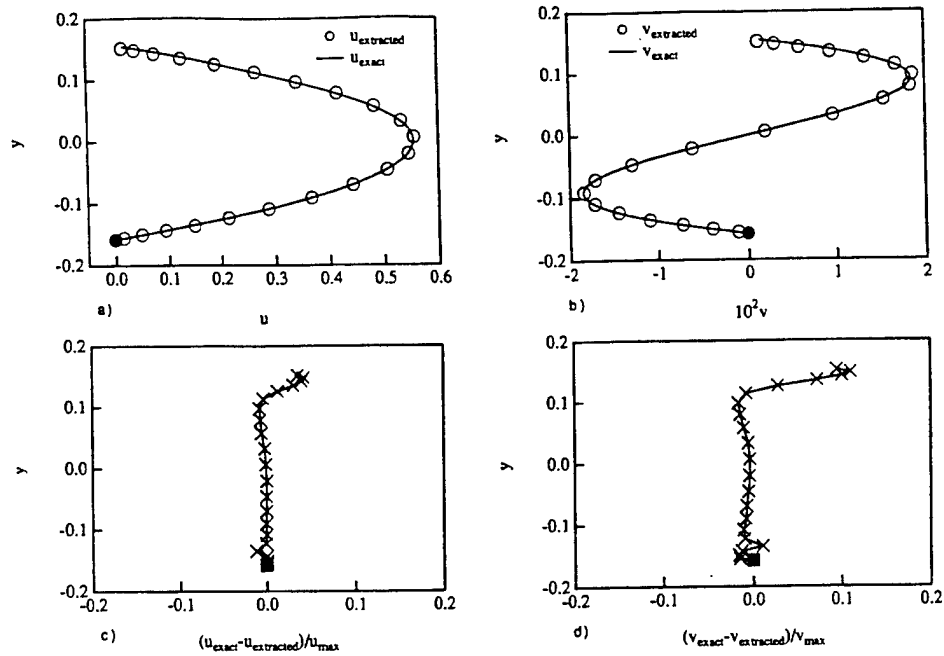 0.2
0.1
0.0
-0.1
-0.2
y
0.0 0.1 0.2 0.3 0.4 0.5 0.6
u_extracted
u_exact
a)
u
0.2
0.1
0.0
-0.1
-0.2
y
-2 -1 0 1 2
v_extracted
v_exact
b)
10²v
0.2
0.1
0.0
-0.1
-0.2
y
-0.2 -0.1 0.0 0.1 0.2
c)
(u_exact-u_extracted)/u_max
0.2
0.1
0.0
-0.1
-0.2
y
-0.2 -0.1 0.0 0.1 0.2
d)
(v_exact-v_extracted)/v_max